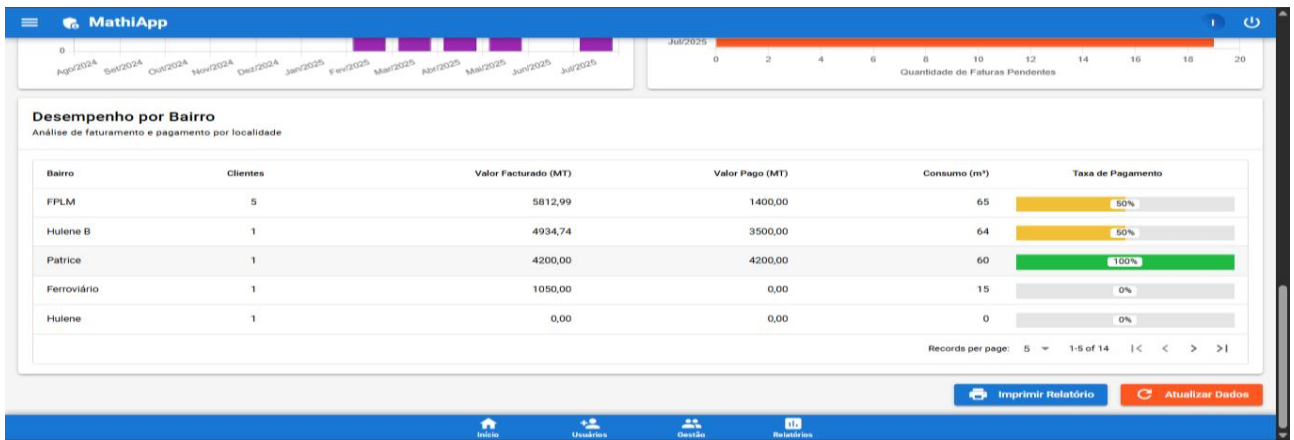 MathiApp
0
Ago/2024 Set/2024 Out/2024 Nov/2024 Dez/2024 Jan/2025 Fev/2025 Mar/2025 Abr/2025 Mai/2025 Jun/2025 Jul/2025
Jul/2025
0 2 4 6 8 10 12 14 16 18 20
Quantidade de Faturas Pendentes
Desempenho por Bairro
Análise de faturamento e pagamento por localidade
Bairro Clientes Valor Facturado (MT) Valor Pago (MT) Consumo (m³) Taxa de Pagamento
FPLM 5 5812,99 1400,00 65 50%
Hulene B 1 4934,74 3500,00 64 50%
Patrice 1 4200,00 4200,00 60 100%
Ferroviário 1 1050,00 0,00 15 0%
Hulene 1 0,00 0,00 0 0%
Records per page: 5 1-5 of 14
Imprimir Relatório Atualizar Dados
Início Usuários Gestão Relatórios